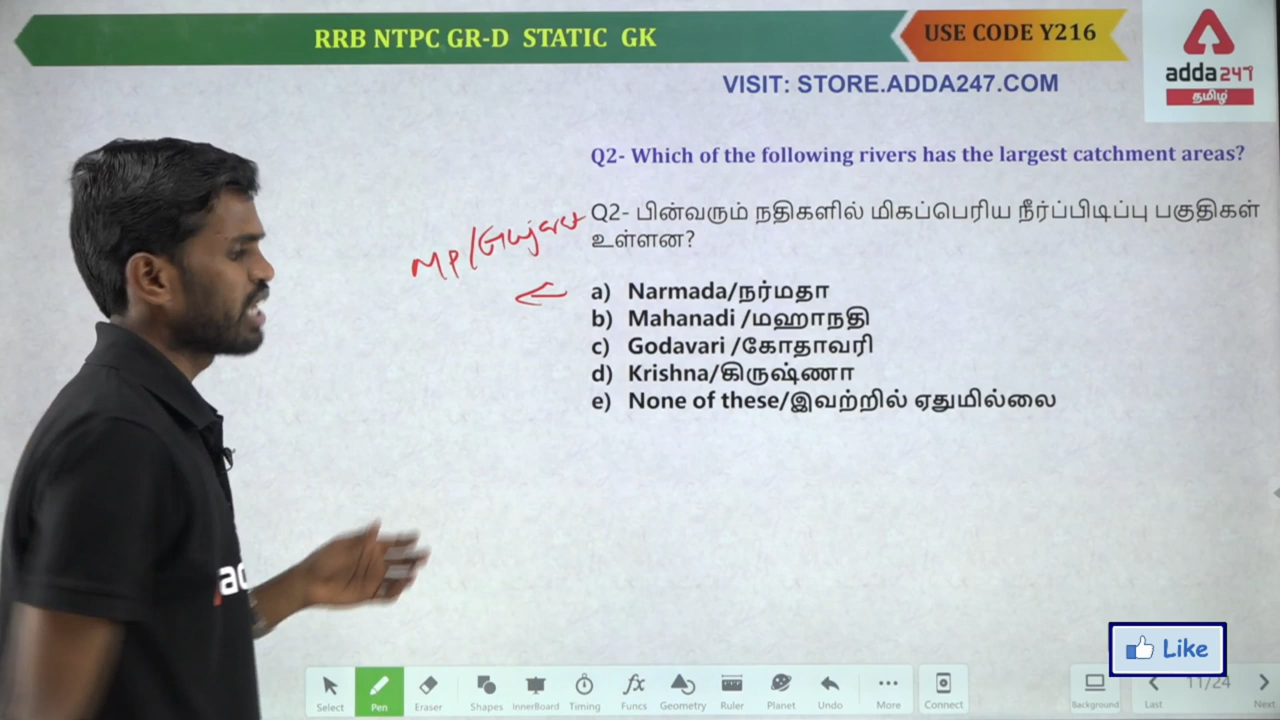 RRB NTPC GR-D STATIC GK
USE CODE Y216
adda247
தமிழ்
VISIT: STORE.ADDA247.COM
Q2- Which of the following rivers has the largest catchment areas?
Q2- பின்வரும் நதிகளில் மிகப்பெரிய நீர்ப்பிடிப்பு பகுதிகள்
உள்ளன?
MP/Gujarat
a) Narmada/நர்மதா
b) Mahanadi /மஹாநதி
c) Godavari /கோதாவரி
d) Krishna/கிருஷ்ணா
e) None of these/இவற்றில் ஏதுமில்லை
ad
Like
Select Pen Eraser Shapes InnerBoard Timing Funcs Geometry Ruler Planet Undo More Connect Background Last 11/24 Next